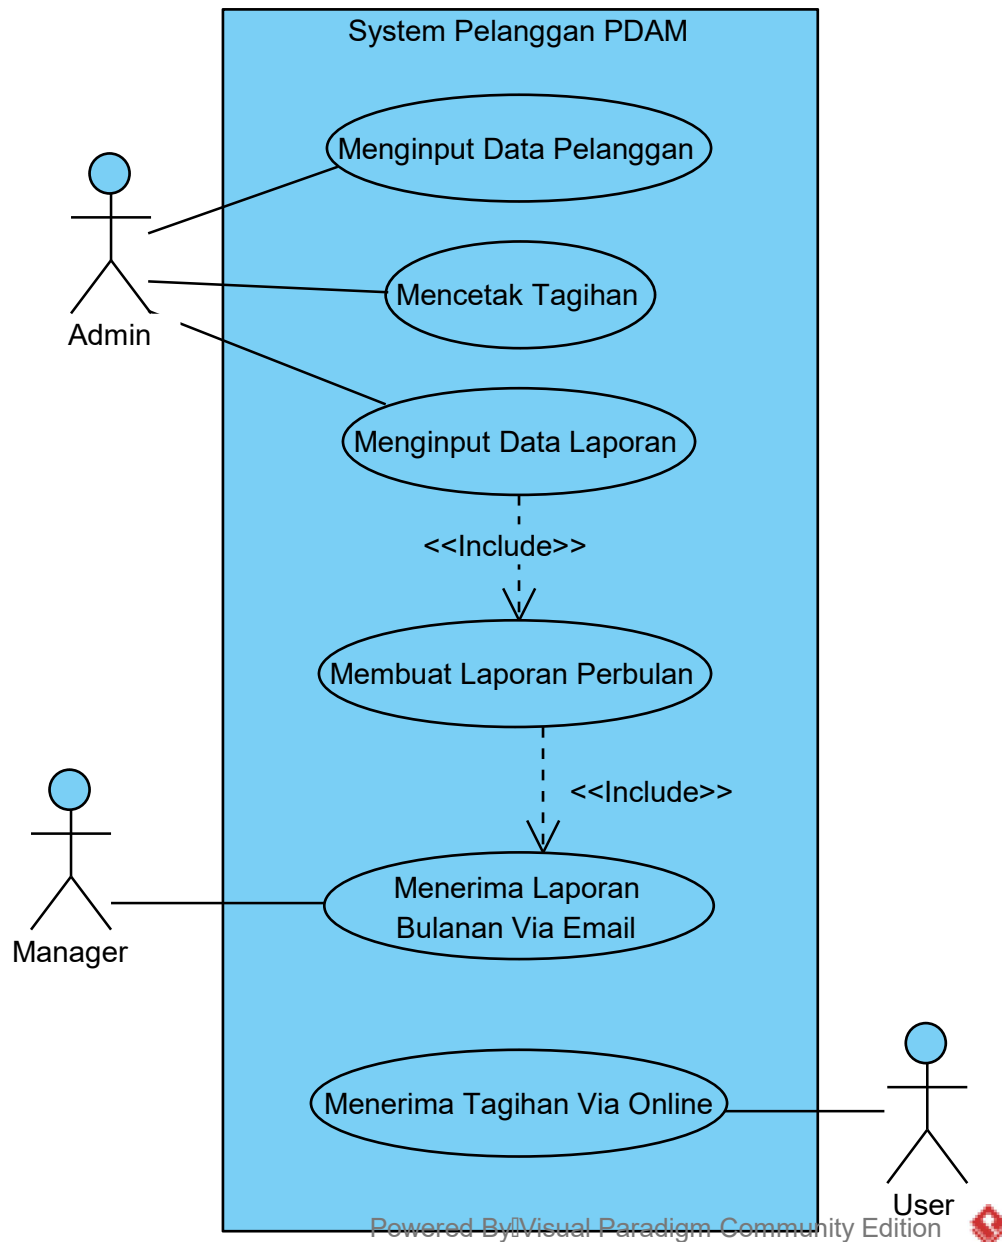 System Pelanggan PDAM
Menginput Data Pelanggan
Mencetak Tagihan
Admin
Menginput Data Laporan
<<Include>>
Membuat Laporan Perbulan
<<Include>>
Menerima Laporan
Bulanan Via Email
Manager
Menerima Tagihan Via Online
User
Powered By Visual Paradigm Community Edition